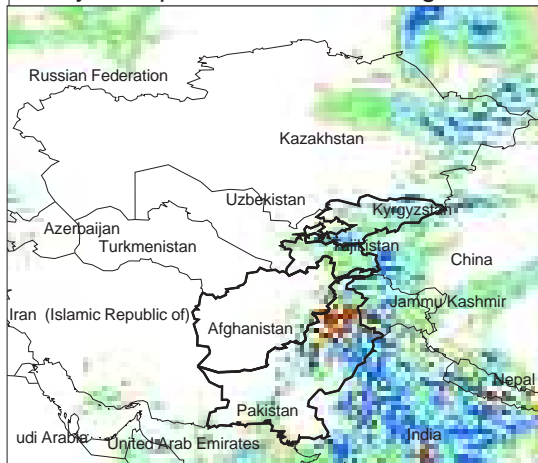 Russian Federation
Kazakhstan
Uzbekistan
Kyrgyzstan
Azerbaijan
Turkmenistan
Tajikistan
China
Jammu Kashmir
Iran (Islamic Republic of)
Afghanistan
Nepal
Pakistan
udi Arabia
United Arab Emirates
India